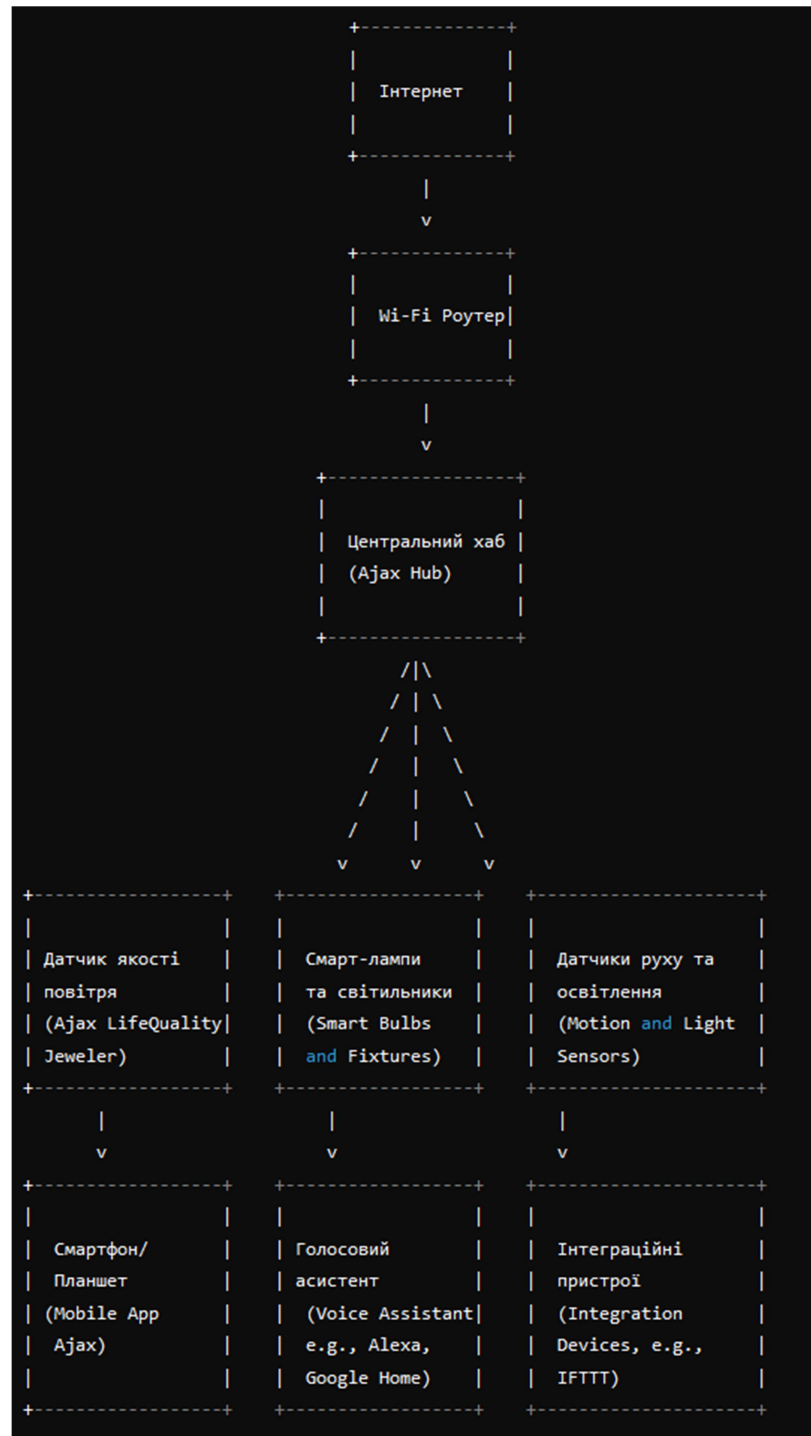 Інтернет
Wi-Fi Роутер
Центральний хаб
(Ajax Hub)
Датчик якості
повітря
(Ajax LifeQuality
Jeweler)
Смарт-лампи
та світильники
(Smart Bulbs
and Fixtures)
Датчики руху та
освітлення
(Motion and Light
Sensors)
Смартфон/
Планшет
(Mobile App
Ajax)
Голосовий
асистент
(Voice Assistant
e.g., Alexa,
Google Home)
Інтеграційні
пристрої
(Integration
Devices, e.g.,
IFTTT)